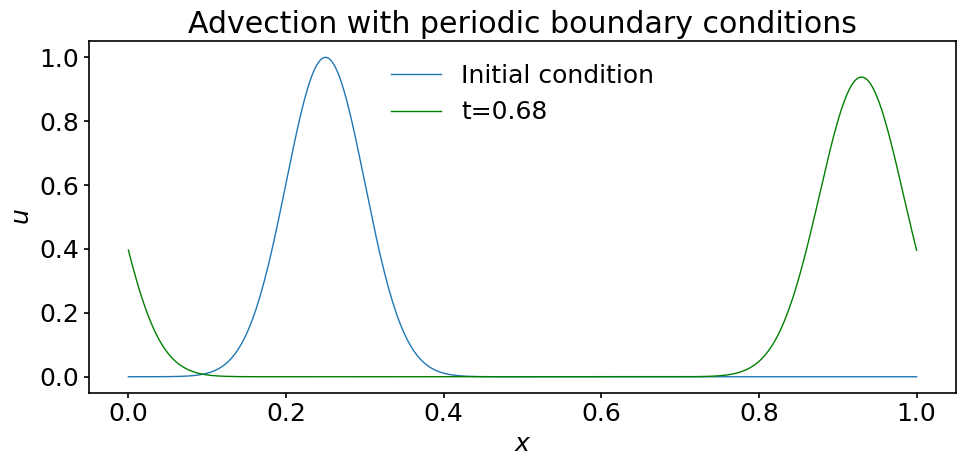 Advection with periodic boundary conditions
Initial condition
t=0.68
1.0
0.8
0.6
0.4
0.2
0.0
u
0.0 0.2 0.4 0.6 0.8 1.0
x